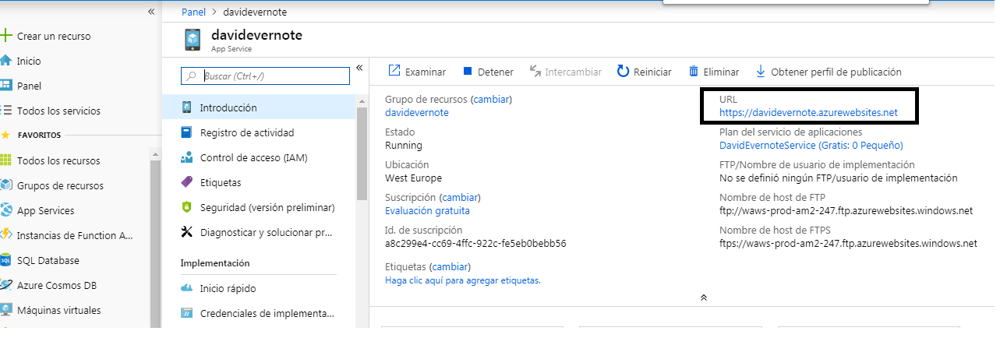 Panel > davidevernote
davidevernote
App Service
Crear un recurso
Inicio
Panel
Todos los servicios
FAVORITOS
Todos los recursos
Grupos de recursos
App Services
Instancias de Function A...
SQL Database
Azure Cosmos DB
Máquinas virtuales
Buscar (Ctrl+/)
Introducción
Registro de actividad
Control de acceso (IAM)
Etiquetas
Seguridad (versión preliminar)
Diagnosticar y solucionar pr...
Implementación
Inicio rápido
Credenciales de implementa...
Examinar Detener Intercambiar Reiniciar Eliminar Obtener perfil de publicación
Grupo de recursos (cambiar)
davidevernote
Estado
Running
Ubicación
West Europe
Suscripción (cambiar)
Evaluación gratuita
Id. de suscripción
a8c299e4-cc69-4ffc-922c-fe5eb0bebb56
Etiquetas (cambiar)
Haga clic aquí para agregar etiquetas.
URL
https://davidevernote.azurewebsites.net
Plan del servicio de aplicaciones
DavidEvernoteService (Gratis: 0 Pequeño)
FTP/Nombre de usuario de implementación
No se definió ningún FTP/usuario de implementación
Nombre de host de FTP
ftp://waws-prod-am2-247.ftp.azurewebsites.windows.net
Nombre de host de FTPS
ftps://waws-prod-am2-247.ftp.azurewebsites.windows.net